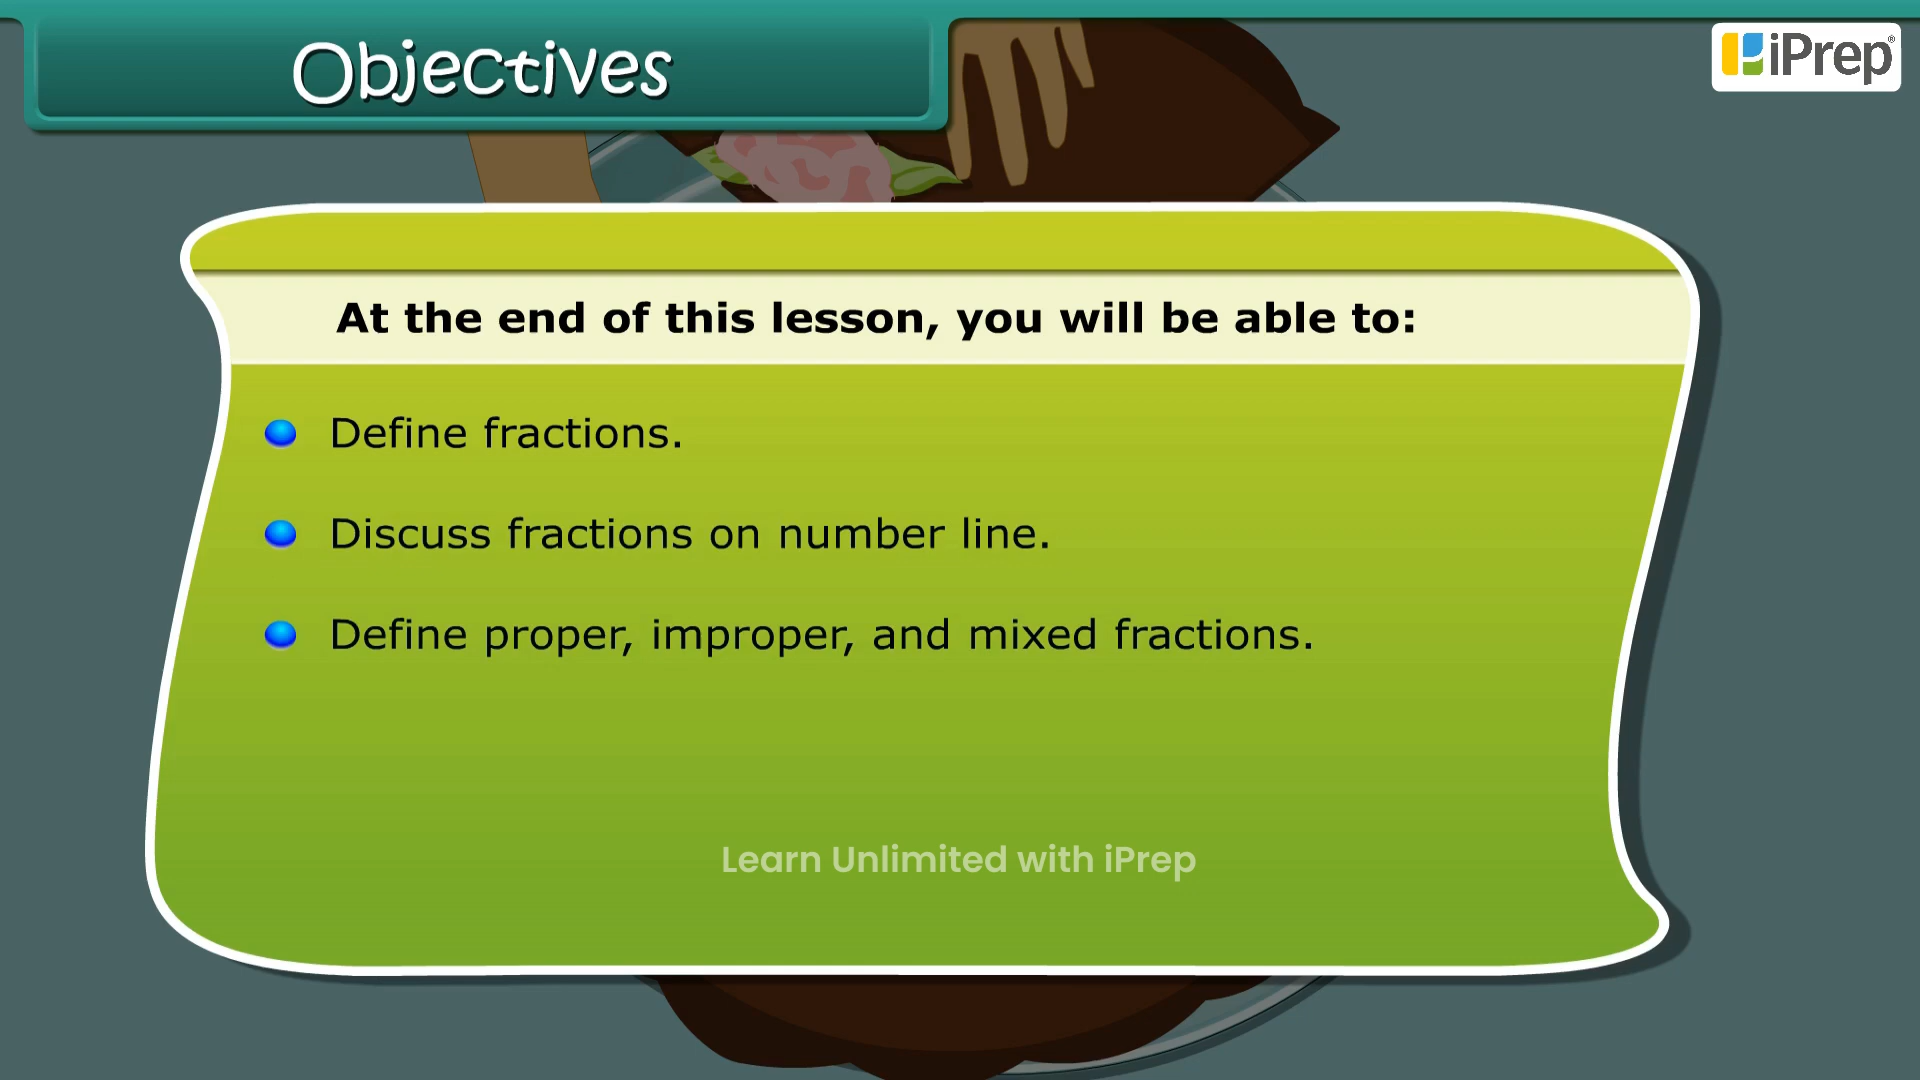 Objectives
iPrep®
At the end of this lesson, you will be able to:
Define fractions.
Discuss fractions on number line.
Define proper, improper, and mixed fractions.
Learn Unlimited with iPrep